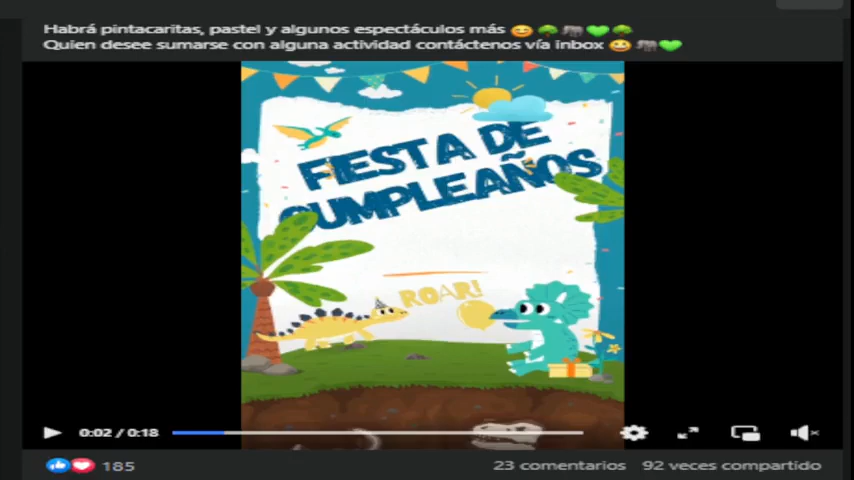 Habrá pintacaritas, pastel y algunos espectáculos más 😊🌳🐘💚🌳
Quien desee sumarse con alguna actividad contáctenos vía inbox 😀🐘💚
FIESTA DE
CUMPLEAÑOS
ROAR!
0:02 / 0:18
185
23 comentarios 92 veces compartido